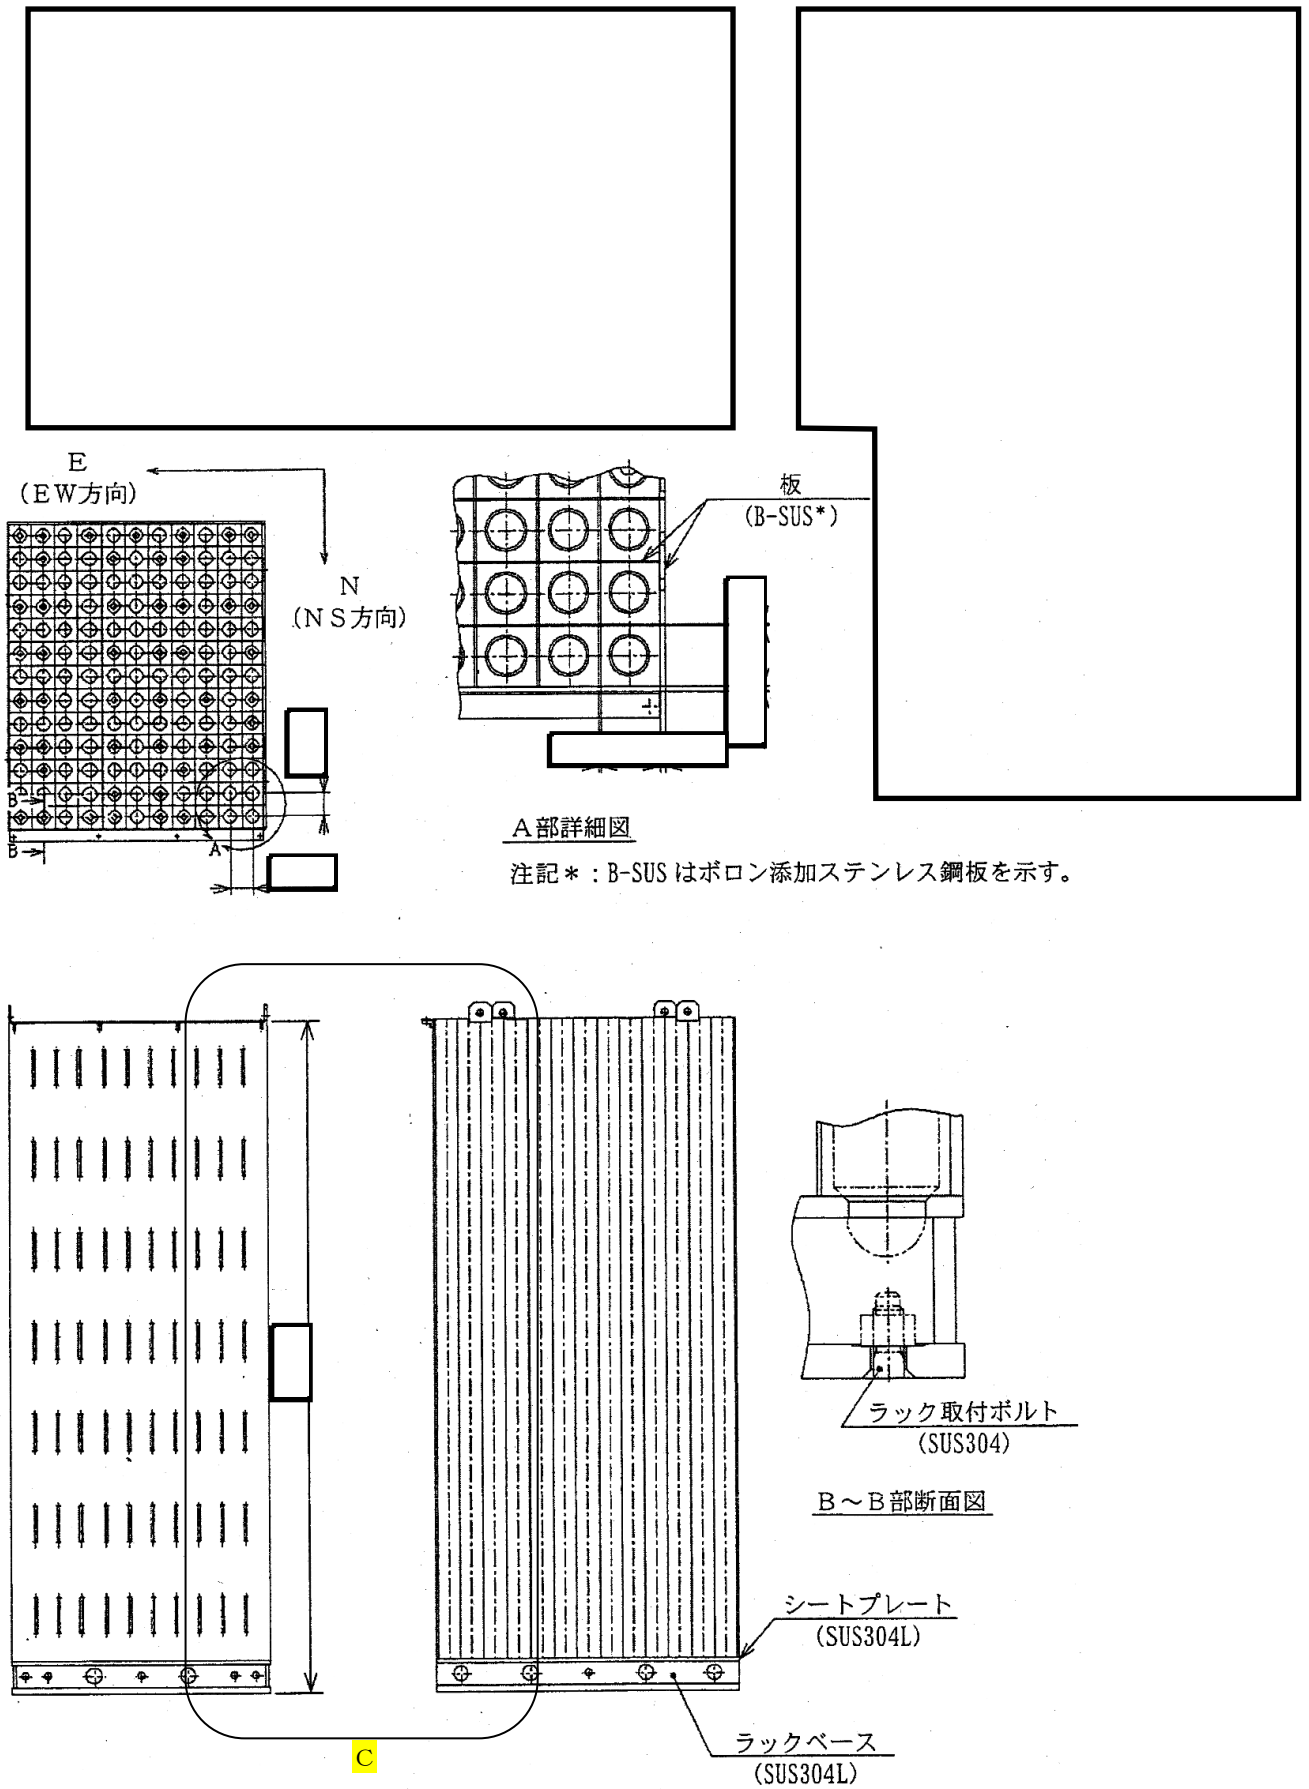 E
(EW方向)
N
(NS方向)
板
(B-SUS*)
B
B
A
A部詳細図
注記*：B-SUS はボロン添加ステンレス鋼板を示す。
ラック取付ボルト
(SUS304)
B～B部断面図
シートプレート
(SUS304L)
ラックベース
(SUS304L)
C